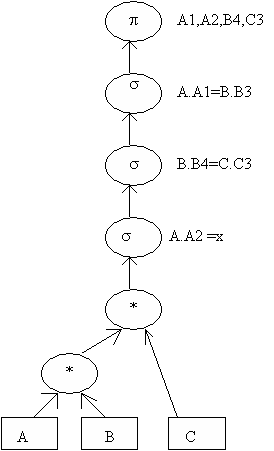 π A1,A2,B4,C3
σ A.A1=B.B3
σ B.B4=C.C3
σ A.A2 =x
*
*
A B C